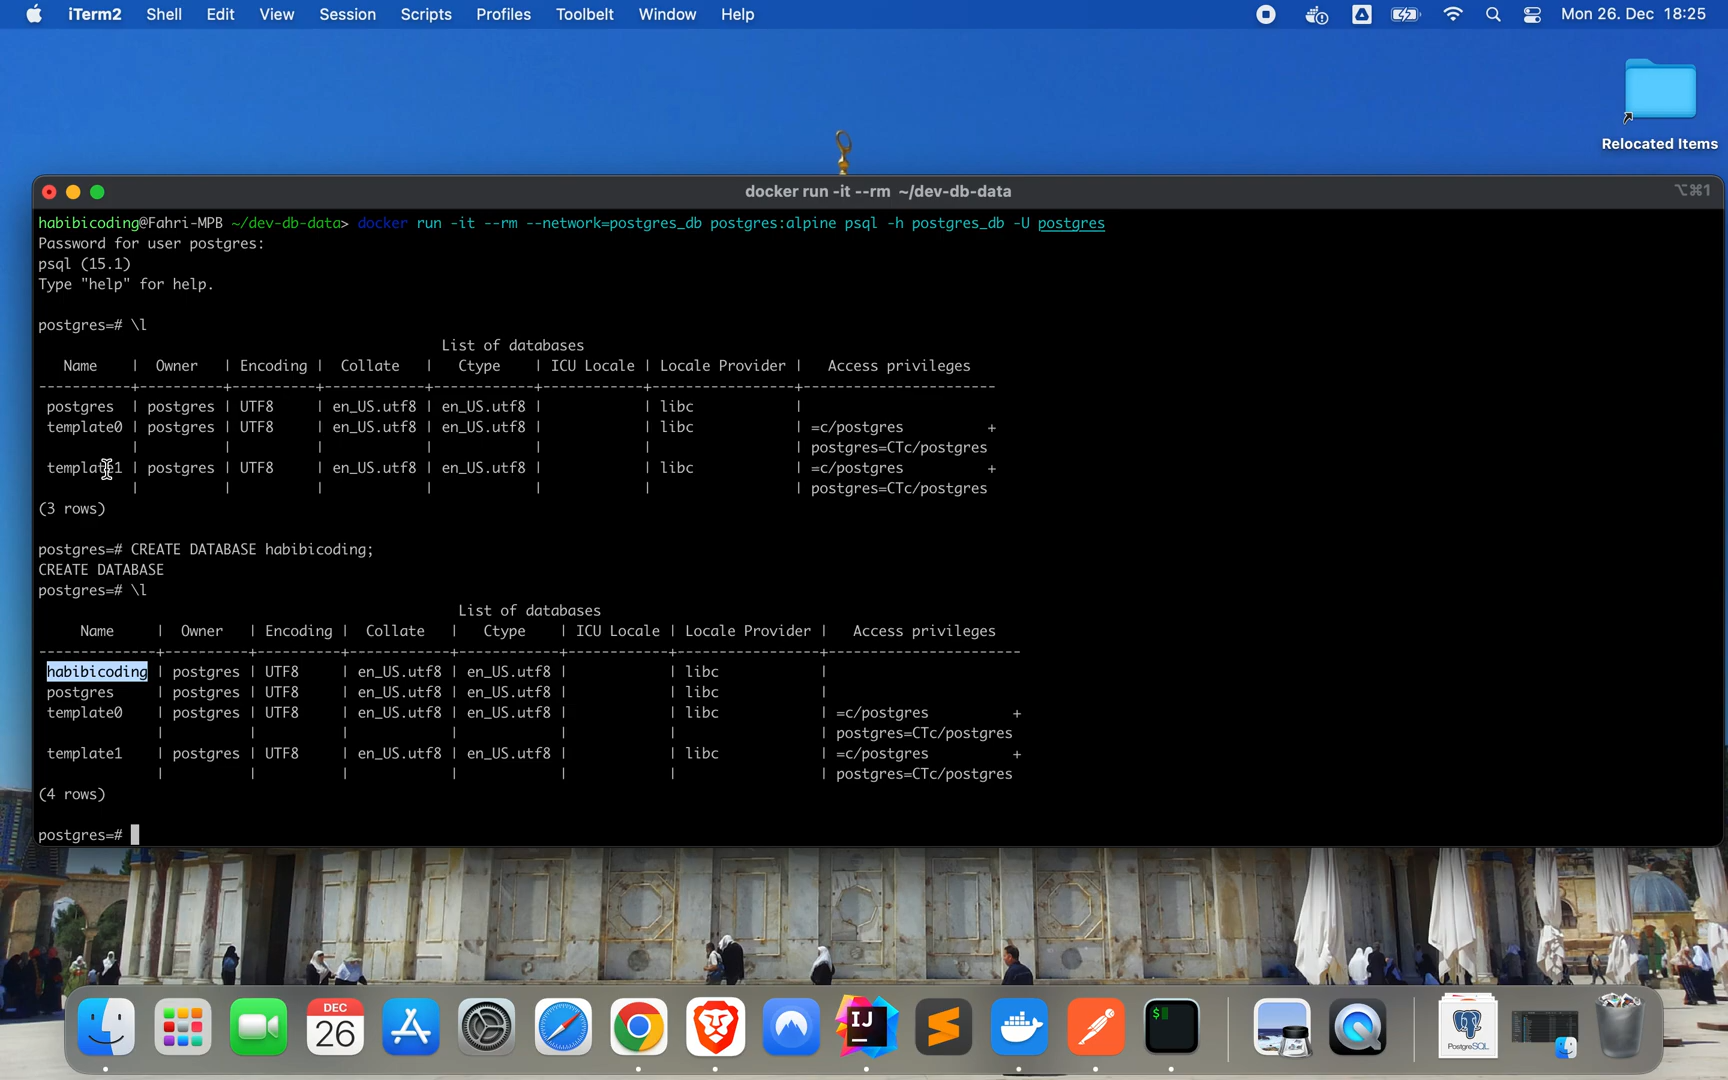 iTerm2 Shell Edit View Session Scripts Profiles Toolbelt Window Help Mon 26. Dec 18:25
Relocated Items
docker run -it --rm ~/dev-db-data ⌥⌘1
habibicoding@Fahri-MPB ~/dev-db-data> docker run -it --rm --network=postgres_db postgres:alpine psql -h postgres_db -U postgres
Password for user postgres:
psql (15.1)
Type "help" for help.
postgres=# \l
List of databases
Name | Owner | Encoding | Collate | Ctype | ICU Locale | Locale Provider | Access privileges
-----------+----------+----------+------------+------------+------------+-----------------+-----------------------
postgres | postgres | UTF8 | en_US.utf8 | en_US.utf8 | | libc |
template0 | postgres | UTF8 | en_US.utf8 | en_US.utf8 | | libc | =c/postgres +
| | | | | | | postgres=CTc/postgres
template1 | postgres | UTF8 | en_US.utf8 | en_US.utf8 | | libc | =c/postgres +
| | | | | | | postgres=CTc/postgres
(3 rows)
postgres=# CREATE DATABASE habibicoding;
CREATE DATABASE
postgres=# \l
List of databases
Name | Owner | Encoding | Collate | Ctype | ICU Locale | Locale Provider | Access privileges
--------------+----------+----------+------------+------------+------------+-----------------+-----------------------
habibicoding | postgres | UTF8 | en_US.utf8 | en_US.utf8 | | libc |
postgres | postgres | UTF8 | en_US.utf8 | en_US.utf8 | | libc |
template0 | postgres | UTF8 | en_US.utf8 | en_US.utf8 | | libc | =c/postgres +
| | | | | | | postgres=CTc/postgres
template1 | postgres | UTF8 | en_US.utf8 | en_US.utf8 | | libc | =c/postgres +
| | | | | | | postgres=CTc/postgres
(4 rows)
postgres=#
DEC
26
IJ
$
PostgreSQL